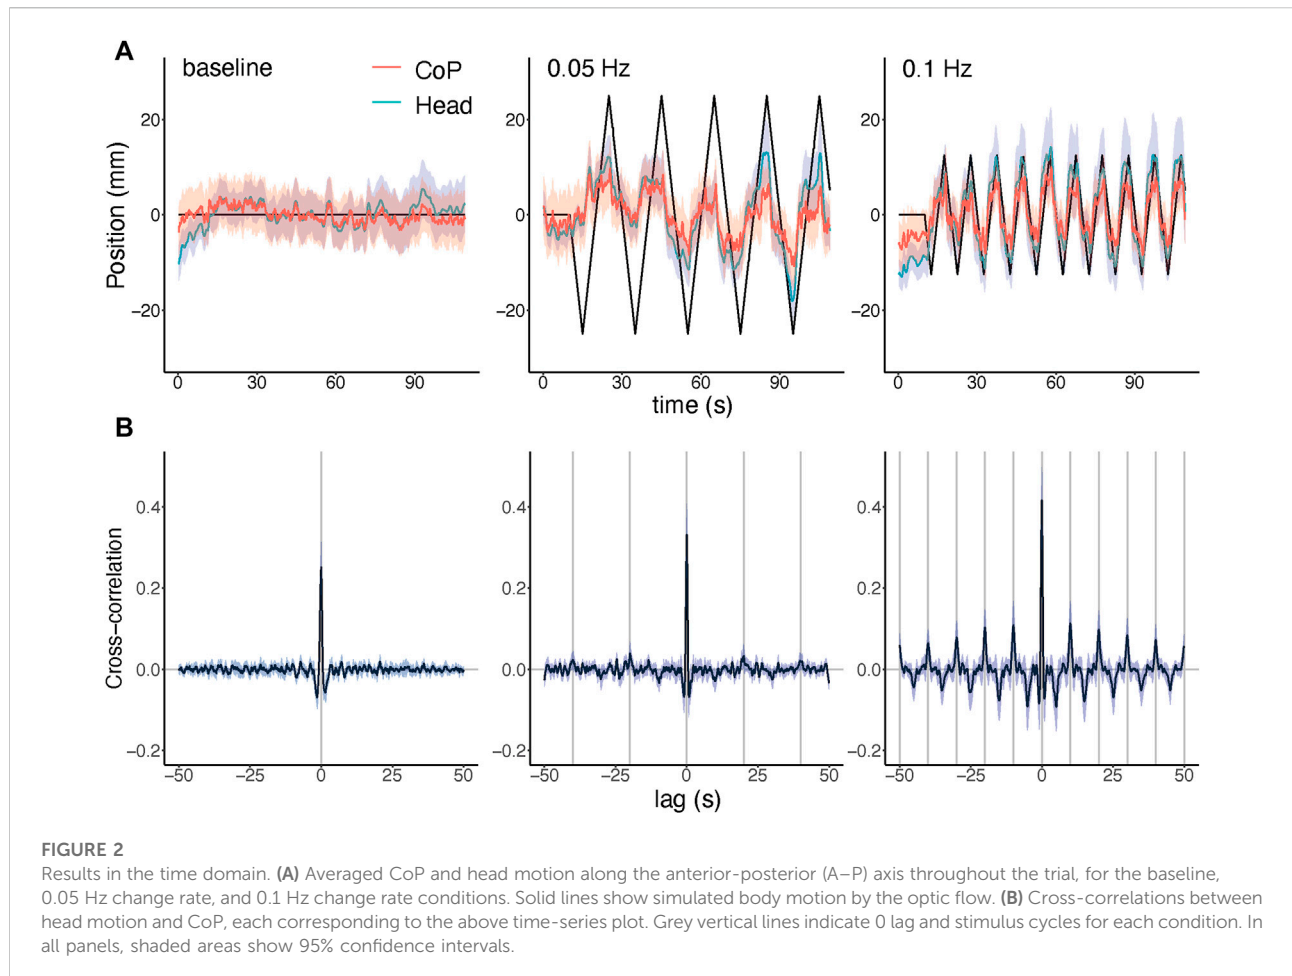 A
baseline
CoP
Head
0.05 Hz
0.1 Hz
Position (mm)
20
0
−20
20
0
−20
20
0
−20
0 30 60 90
0 30 60 90
0 30 60 90
time (s)
B
Cross−correlation
0.4
0.2
0.0
−0.2
0.4
0.2
0.0
−0.2
0.4
0.2
0.0
−0.2
−50 −25 0 25 50
−50 −25 0 25 50
−50 −25 0 25 50
lag (s)
FIGURE 2
Results in the time domain. (A) Averaged CoP and head motion along the anterior-posterior (A–P) axis throughout the trial, for the baseline,
0.05 Hz change rate, and 0.1 Hz change rate conditions. Solid lines show simulated body motion by the optic flow. (B) Cross-correlations between
head motion and CoP, each corresponding to the above time-series plot. Grey vertical lines indicate 0 lag and stimulus cycles for each condition. In
all panels, shaded areas show 95% confidence intervals.